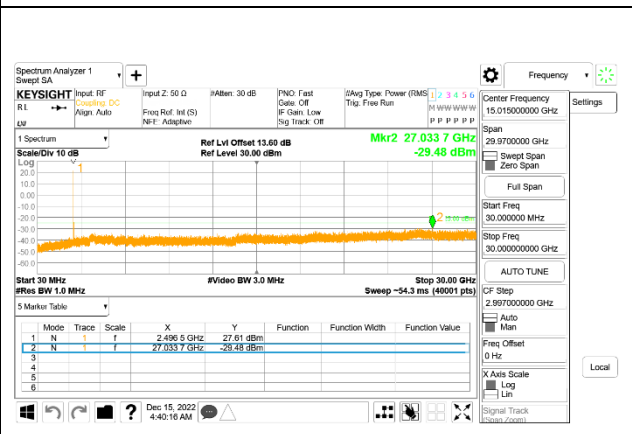 Spectrum Analyzer 1
Swept SA
Frequency
KEYSIGHT
RL
Input: RF
Coupling: DC
Align: Auto
Input Z: 50 Ω
Freq Ref: Int (S)
NFE: Adaptive
#Atten: 30 dB
PNO: Fast
Gate: Off
IF Gain: Low
Sig Track: Off
#Avg Type: Power (RMS
Trig: Free Run
1 2 3 4 5 6
M W W W W W
P P P P P P
1 Spectrum
Scale/Div 10 dB
Ref Lvl Offset 13.60 dB
Ref Level 30.00 dBm
Mkr2 27.033 7 GHz
-29.48 dBm
Log
20.0
10.0
0.00
-10.0
-20.0
-30.0
-40.0
-50.0
-60.0
1
2
Start 30 MHz
#Res BW 1.0 MHz
#Video BW 3.0 MHz
Stop 30.00 GHz
Sweep ~54.3 ms (40001 pts)
5 Marker Table
Mode Trace Scale X Y Function Function Width Function Value
1 N 1 f 2.496 5 GHz 27.61 dBm
2 N 1 f 27.033 7 GHz -29.48 dBm
3
4
5
6
?
Dec 15, 2022
4:40:16 AM
Center Frequency
15.015000000 GHz
Settings
Span
29.9700000 GHz
Swept Span
Zero Span
Full Span
Start Freq
30.000000 MHz
Stop Freq
30.000000000 GHz
AUTO TUNE
CF Step
2.997000000 GHz
Auto
Man
Freq Offset
0 Hz
X Axis Scale
Log
Lin
Local
Signal Track
(Span Zoom)